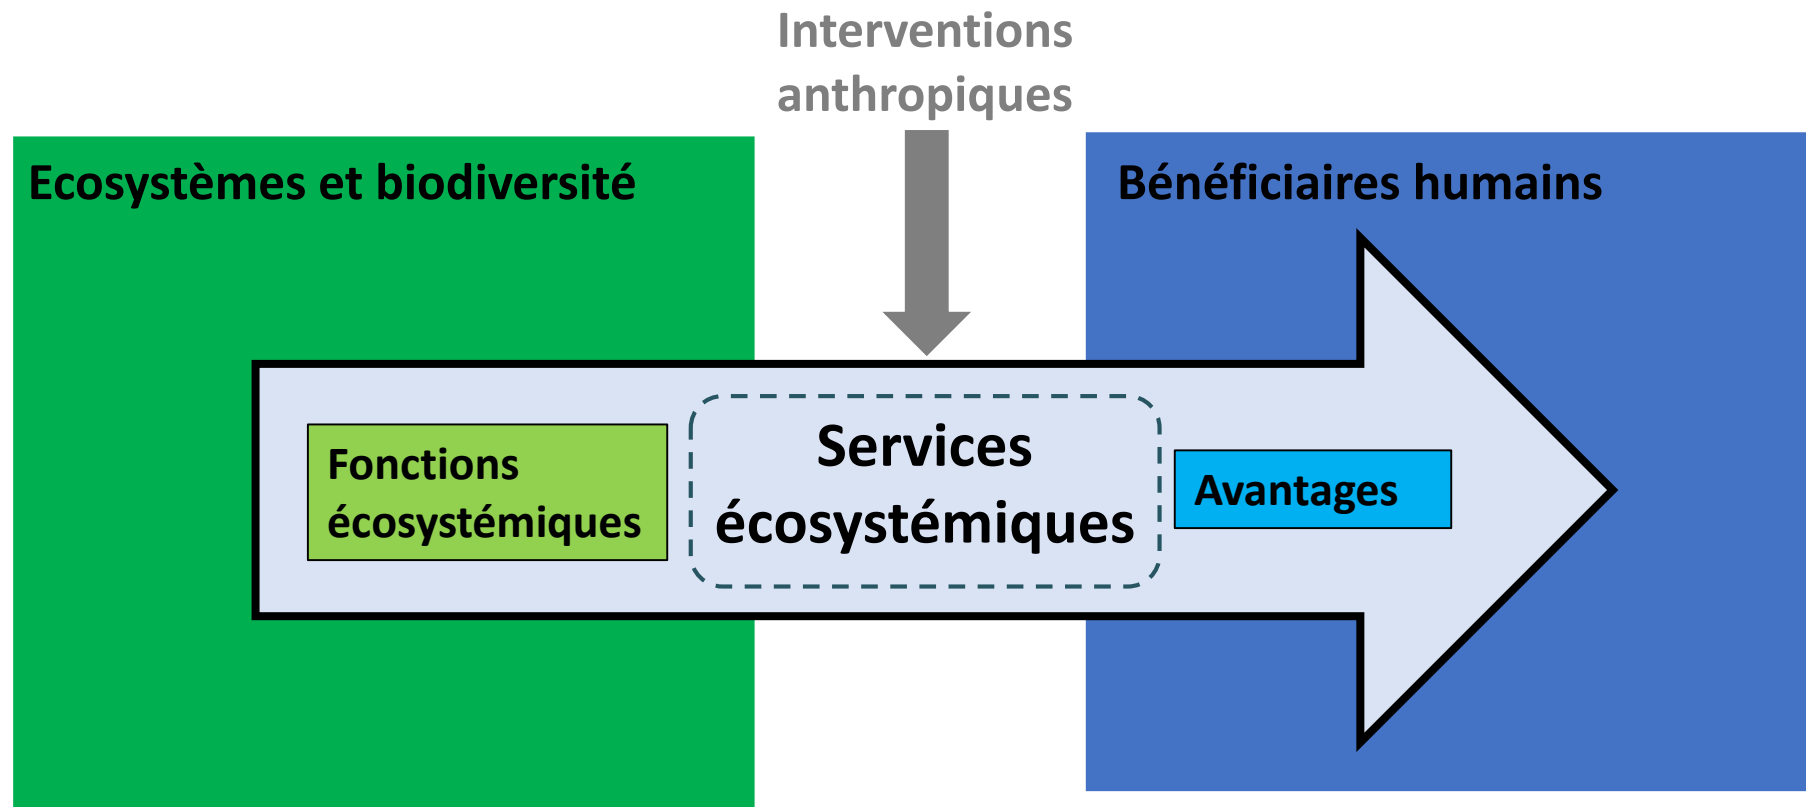 Interventions
anthropiques
Ecosystèmes et biodiversité
Bénéficiaires humains
Fonctions
écosystémiques
Services
écosystémiques
Avantages